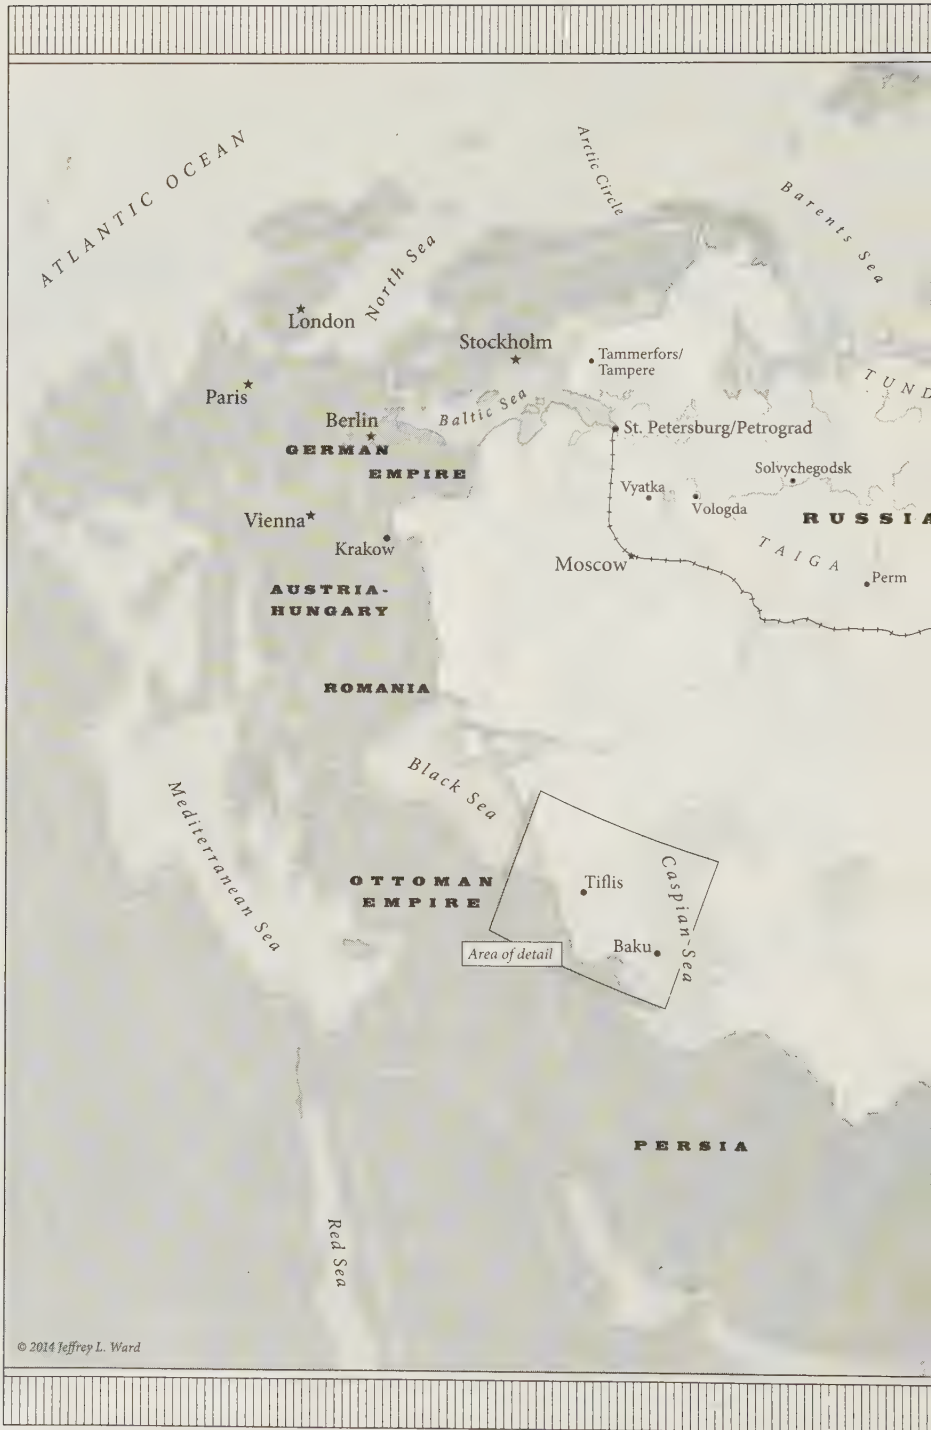 ATLANTIC OCEAN
Arctic Circle
Barents Sea
North Sea
London
Stockholm
Tammerfors/
Tampere
TUND
Paris
Baltic Sea
Berlin
St. Petersburg/Petrograd
GERMAN
EMPIRE
Solvychegodsk
Vyatka
Vologda
RUSSIA
Vienna
Krakow
TAIGA
Moscow
Perm
AUSTRIA-
HUNGARY
ROMANIA
Black Sea
Mediterranean Sea
OTTOMAN
EMPIRE
Tiflis
Caspian Sea
Baku
Area of detail
PERSIA
Red Sea
© 2014 Jeffrey L. Ward